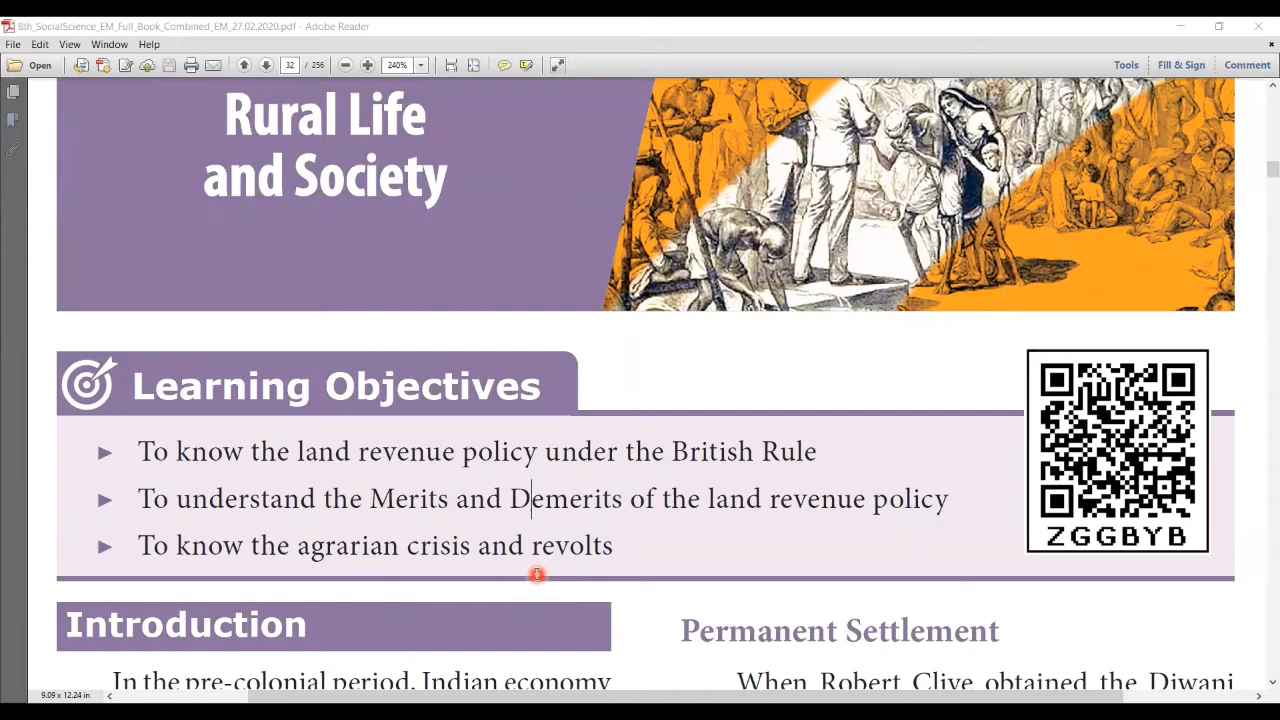 8th_SocialScience_EM_Full_Book_Combined_EM_27.02.2020.pdf - Adobe Reader
File Edit View Window Help
Open 32 / 256 240% Tools Fill & Sign Comment
Rural Life
and Society
Learning Objectives
To know the land revenue policy under the British Rule
To understand the Merits and Demerits of the land revenue policy
To know the agrarian crisis and revolts
ZGGBYB
Introduction
In the pre-colonial period, Indian economy
Permanent Settlement
When Robert Clive obtained the Diwani
9.09 x 12.24 in